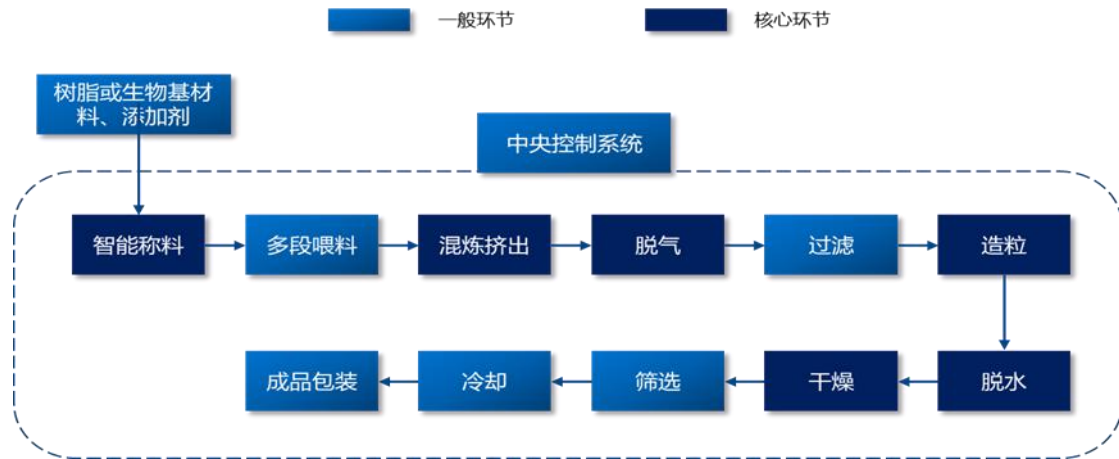 一般环节
核心环节
树脂或生物基材
料、添加剂
中央控制系统
智能称料
多段喂料
混炼挤出
脱气
过滤
造粒
成品包装
冷却
筛选
干燥
脱水